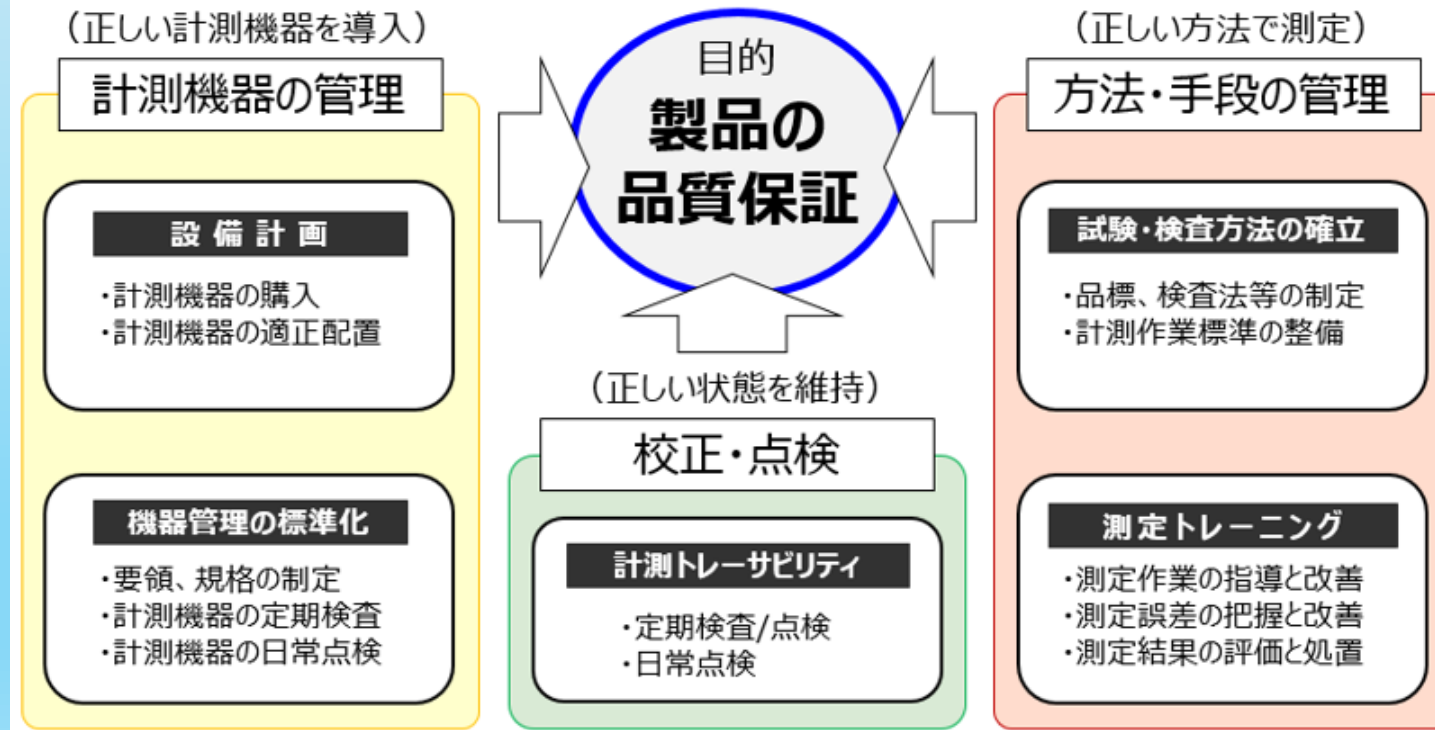 （正しい計測機器を導入）
計測機器の管理
設備計画
・計測機器の購入
・計測機器の適正配置
機器管理の標準化
・要領、規格の制定
・計測機器の定期検査
・計測機器の日常点検
目的
製品の
品質保証
（正しい状態を維持）
校正・点検
計測トレーサビリティ
・定期検査/点検
・日常点検
（正しい方法で測定）
方法・手段の管理
試験・検査方法の確立
・品標、検査法等の制定
・計測作業標準の整備
測定トレーニング
・測定作業の指導と改善
・測定誤差の把握と改善
・測定結果の評価と処置